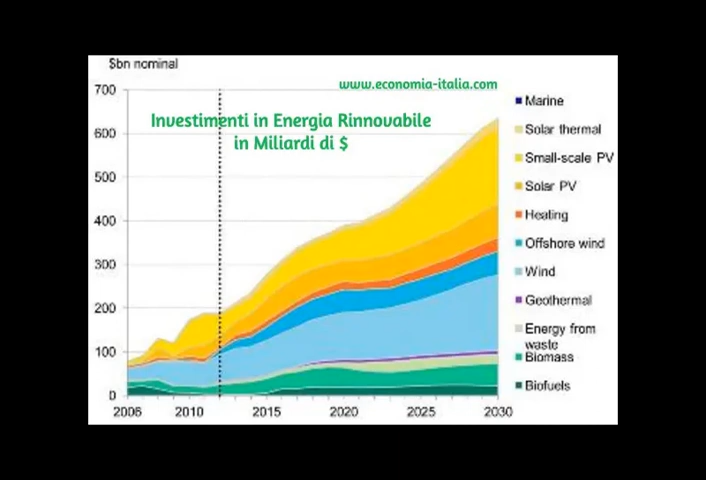 $bn nominal
www.economia-italia.com
700
Investimenti in Energia Rinnovabile
in Miliardi di $
600
500
400
300
200
100
0
2006
2010
2015
2020
2025
2030
Marine
Solar thermal
Small-scale PV
Solar PV
Heating
Offshore wind
Wind
Geothermal
Energy from
waste
Biomass
Biofuels